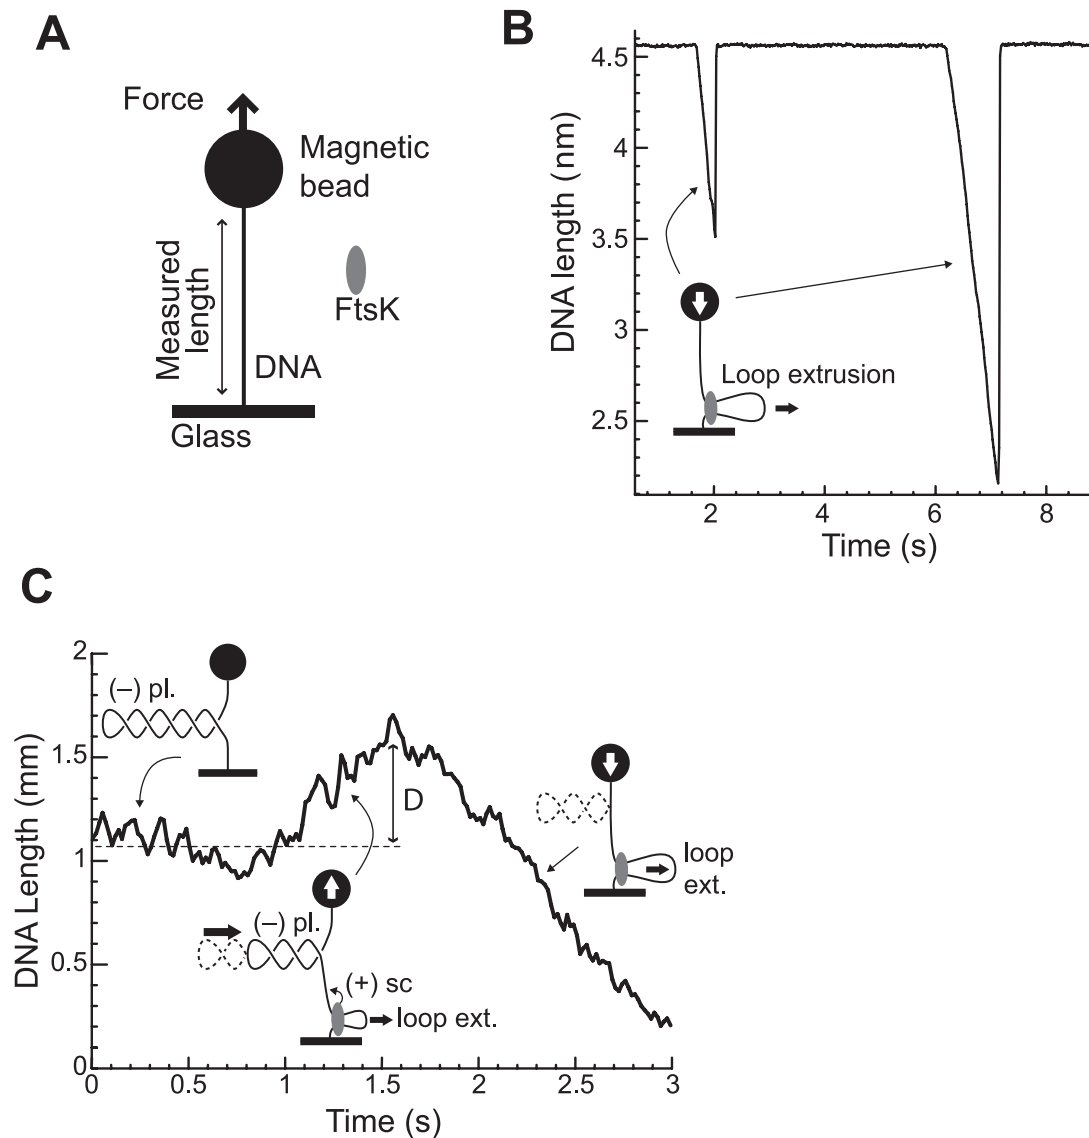 A
Force
Magnetic
bead
Measured
length
FtsK
DNA
Glass
B
DNA length (nm)
4.5
4
3.5
3
2.5
Loop extrusion
2
4
6
8
Time (s)
C
DNA Length (mm)
2
1.5
1
0.5
0
(–) pl.
D
(–) pl.
(+) sc
loop ext.
loop
ext.
0
0.5
1
1.5
2
2.5
3
Time (s)